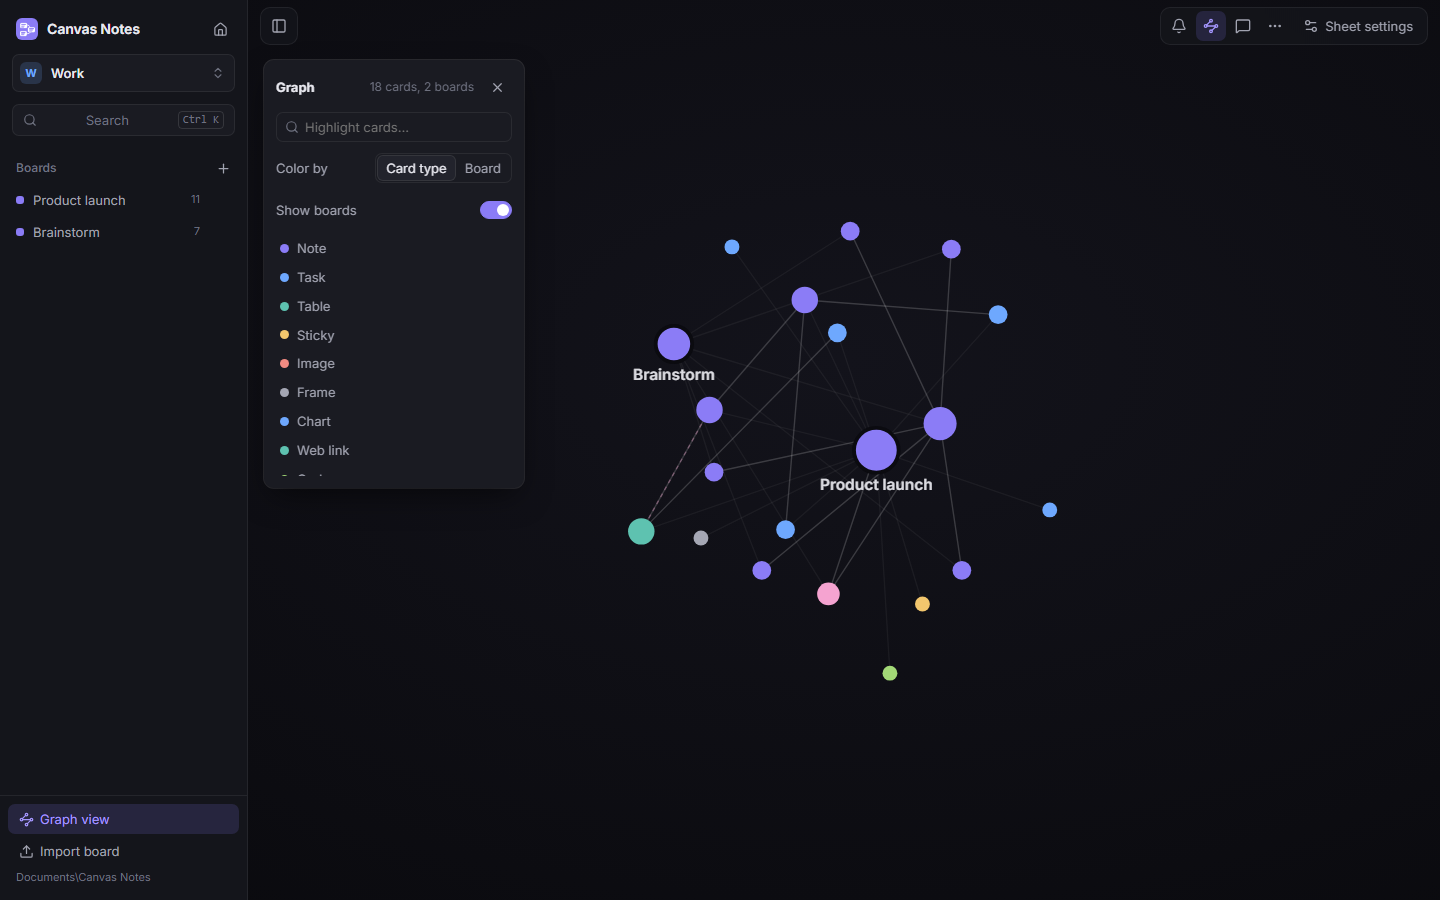 Canvas Notes
W Work
Search Ctrl K
Boards
Product launch 11
Brainstorm 7
Graph view
Import board
Documents\Canvas Notes
Graph 18 cards, 2 boards
Highlight cards...
Color by Card type Board
Show boards
Note
Task
Table
Sticky
Image
Frame
Chart
Web link
Sheet settings
Brainstorm
Product launch